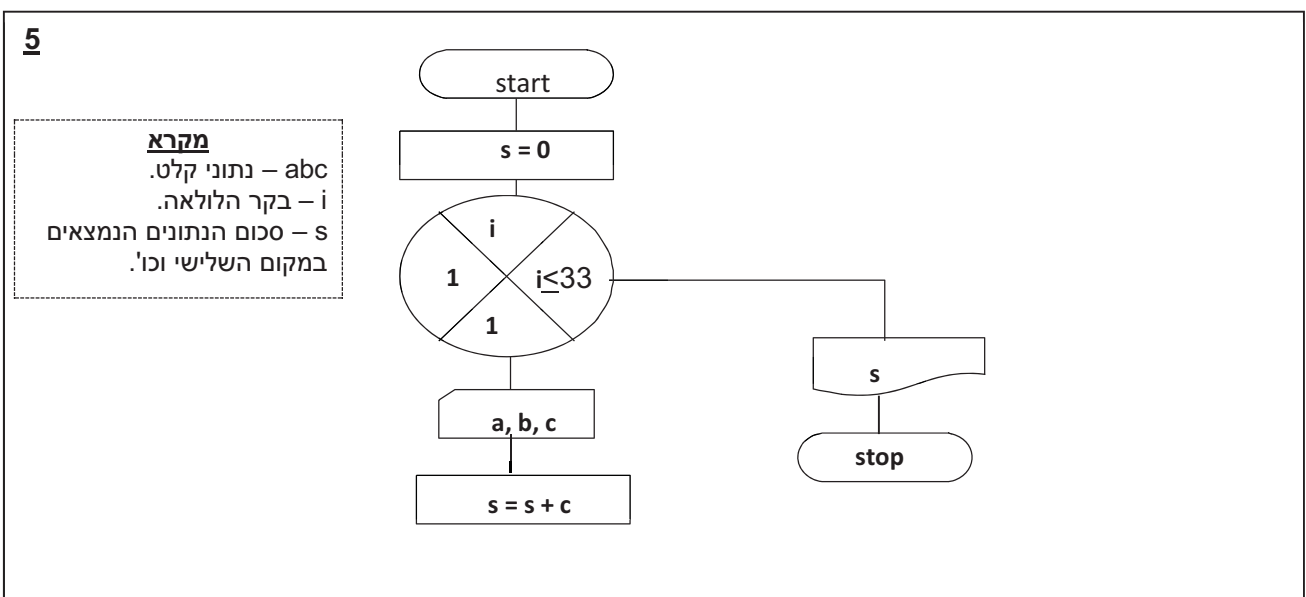 5
start
מקרא
abc – נתוני קלט.
i – בקר הלולאה.
s – סכום הנתונים הנמצאים
במקום השלישי וכו'.
s = 0
i
1
i≤33
1
a, b, c
s = s + c
s
stop